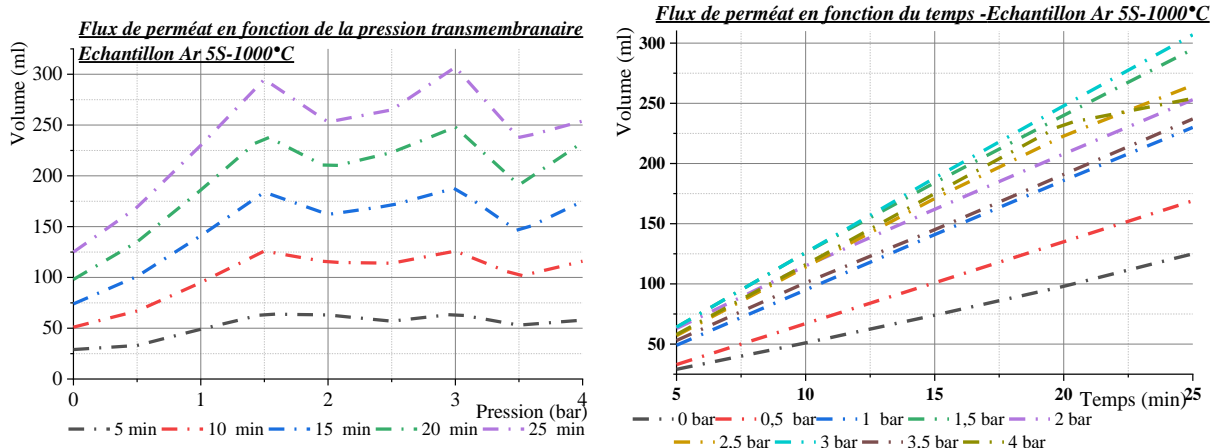 Flux de perméat en fonction de la pression transmembranaire
Echantillon Ar 5S-1000°C
Volume (ml)
300
250
200
150
100
50
0
0 1 2 3 4
Pression (bar)
5 min 10 min 15 min 20 min 25 min
Flux de perméat en fonction du temps -Echantillon Ar 5S-1000°C
Volume (ml)
300
250
200
150
100
50
5 10 15 20 25
Temps (min)
0 bar 0,5 bar 1 bar 1,5 bar 2 bar
2.5 bar 3 bar 3.5 bar 4 bar